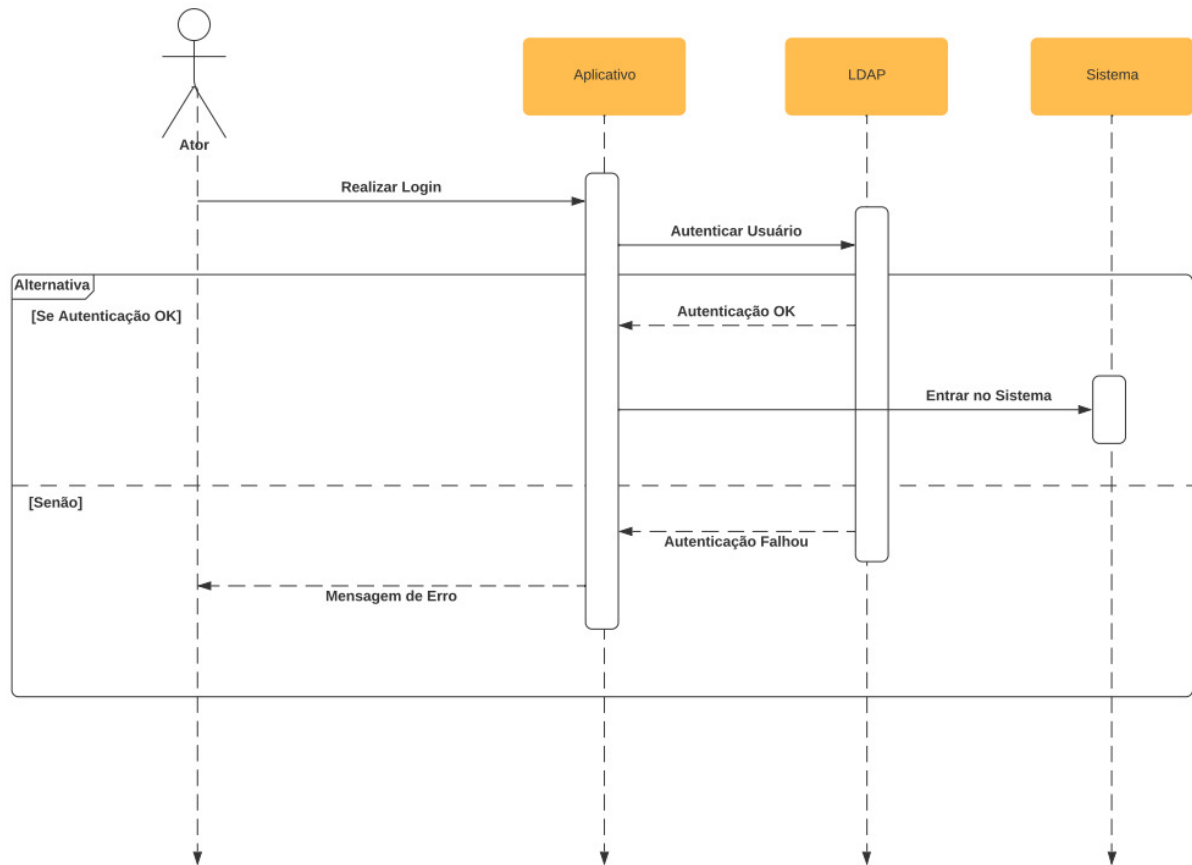 Aplicativo
LDAP
Sistema
Ator
Realizar Login
Autenticar Usuário
Alternativa
[Se Autenticação OK]
Autenticação OK
Entrar no Sistema
[Senão]
Autenticação Falhou
Mensagem de Erro